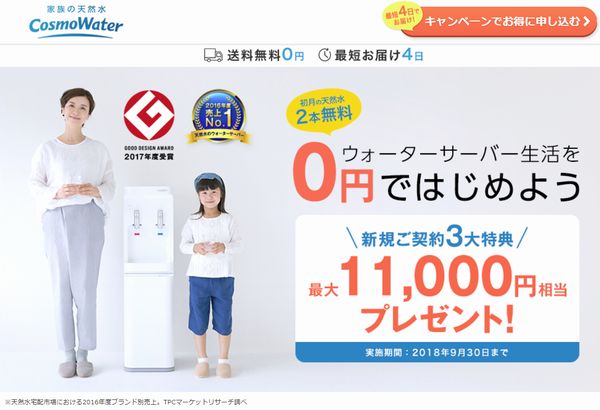 家族の天然水
CosmoWater
最短4日で
お届け!
キャンペーンでお得に申し込む
送料無料0円
最短お届け4日
GOOD DESIGN AWARD
2017年度受賞
2016年度
売上
No.1
天然水のウォーターサーバー
初月の天然水
2本無料
ウォーターサーバー生活を
0円ではじめよう
新規ご契約3大特典
最大11,000円相当
プレゼント!
実施期間:2018年9月30日まで
※天然水宅配市場における2016年度ブランド別売上。TPCマーケットリサーチ調べ